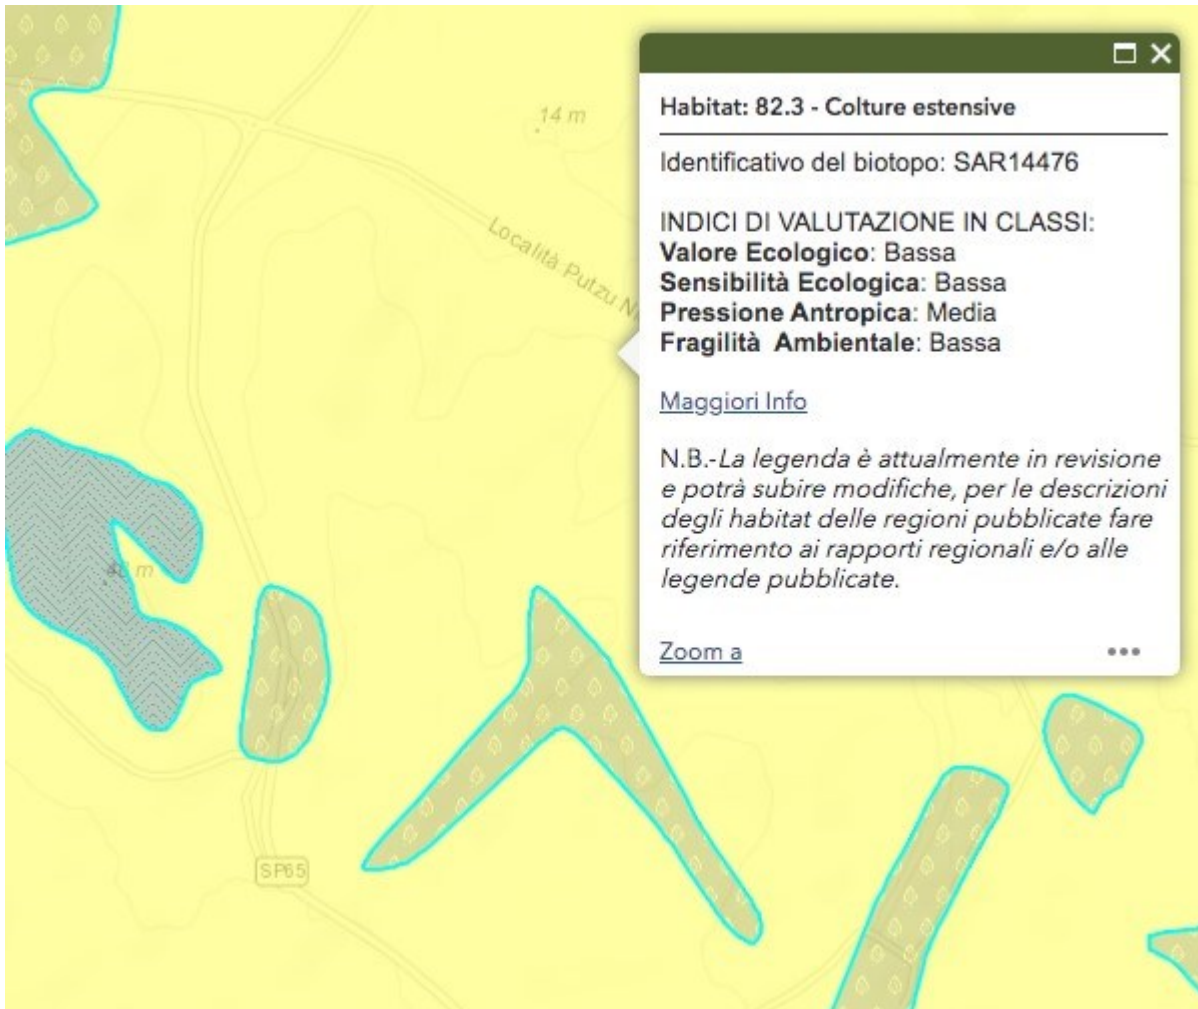 14 m
Località Putzu
48 m
SP65
Habitat: 82.3 - Colture estensive
Identificativo del biotopo: SAR14476
INDICI DI VALUTAZIONE IN CLASSI:
Valore Ecologico: Bassa
Sensibilità Ecologica: Bassa
Pressione Antropica: Media
Fragilità  Ambientale: Bassa
Maggiori Info
N.B.-La legenda è attualmente in revisione
e potrà subire modifiche, per le descrizioni
degli habitat delle regioni pubblicate fare
riferimento ai rapporti regionali e/o alle
legende pubblicate.
Zoom a